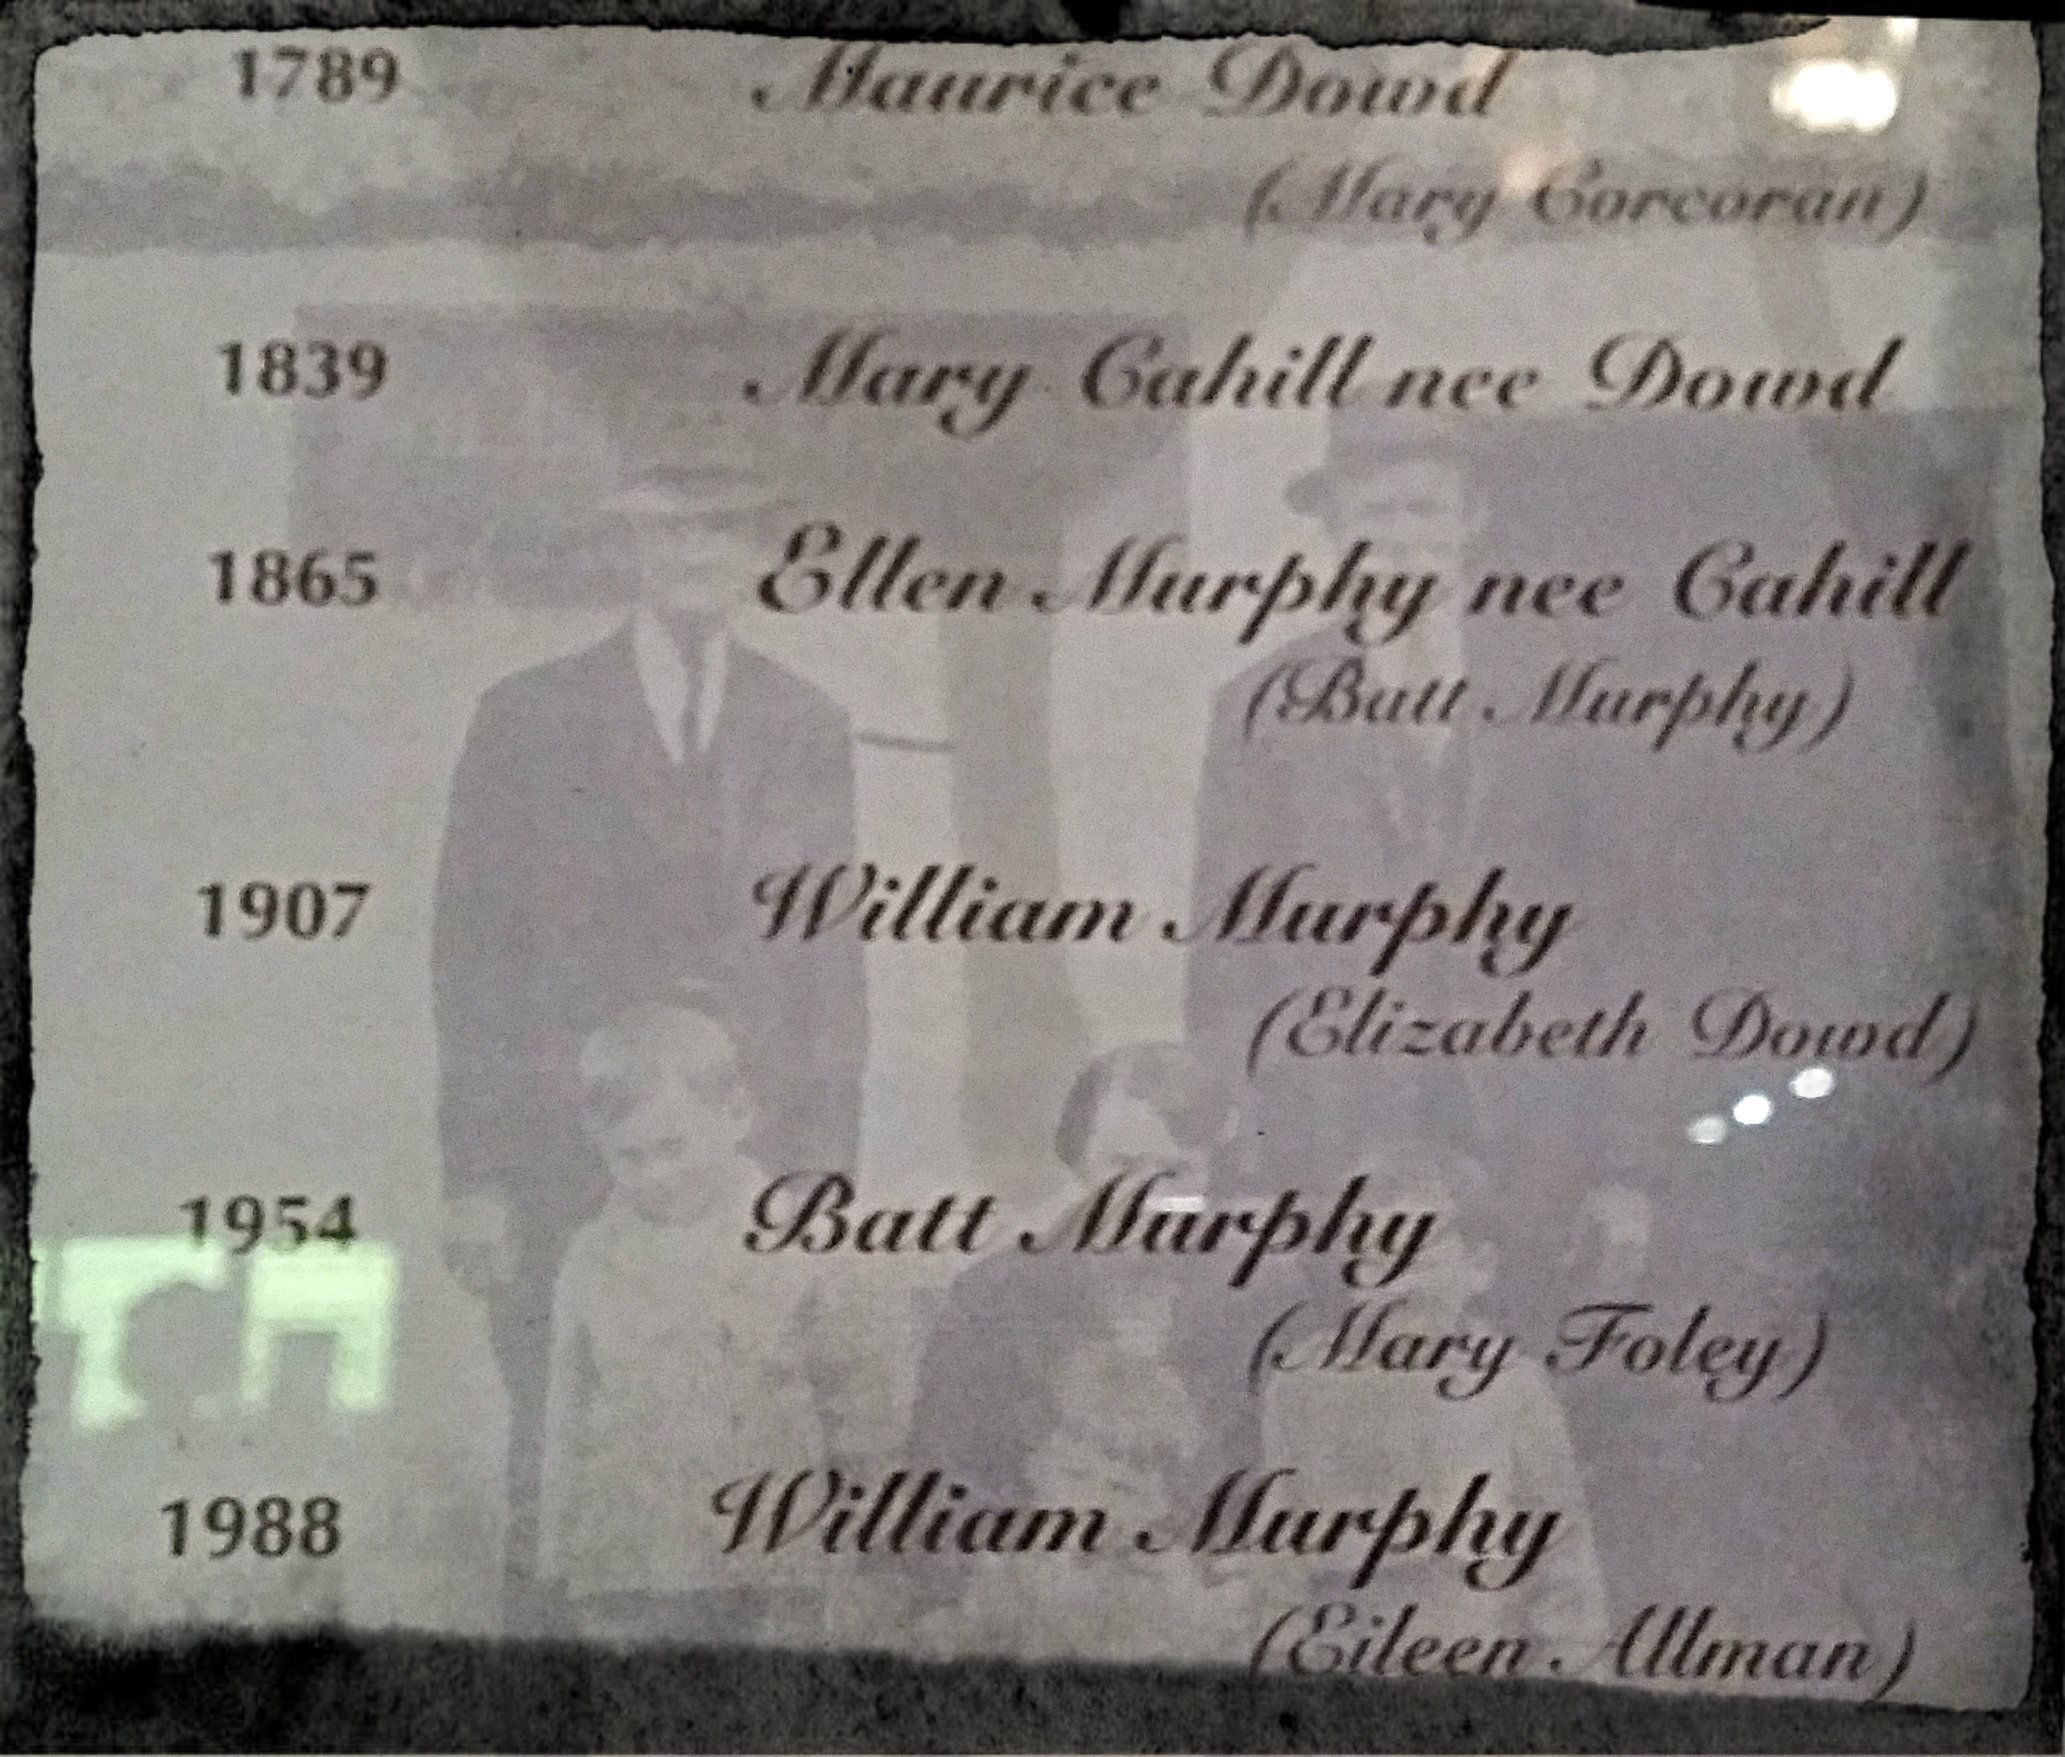 1789 Maurice Dowd
(Mary Corcoran)
1839 Mary Cahill nee Dowd
1865 Ellen Murphy nee Cahill
(Batt Murphy)
1907 William Murphy
(Elizabeth Dowd)
1954 Batt Murphy
(Mary Foley)
1988 William Murphy
(Eileen Allman)